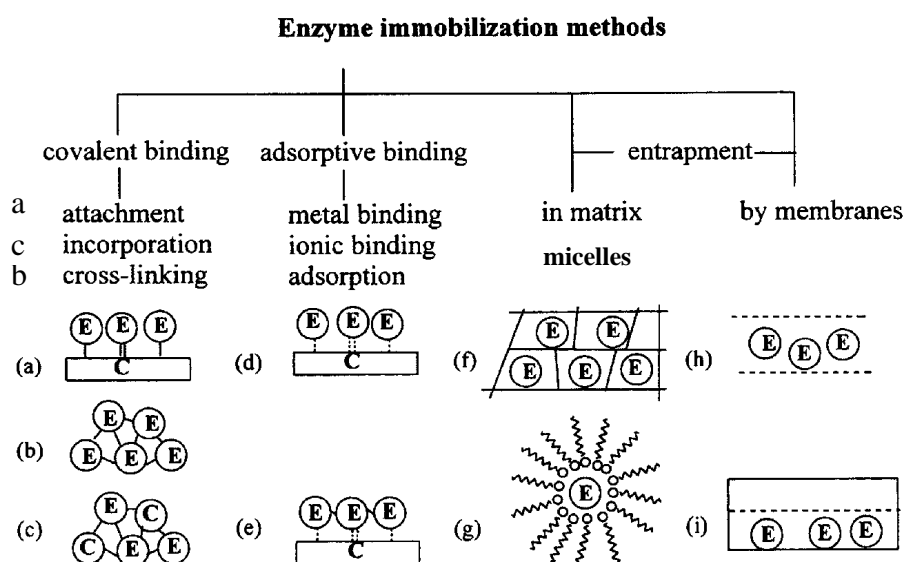 Enzyme immobilization methods
covalent binding adsorptive binding entrapment
a attachment metal binding in matrix by membranes
c incorporation ionic binding micelles
b cross-linking adsorption
E E E E E E E E
(a) C (d) C (f) E E E (h) E E E
E E
(b) E E E
E C E E E E
(c) C E E (e) C (g) (i) E E E